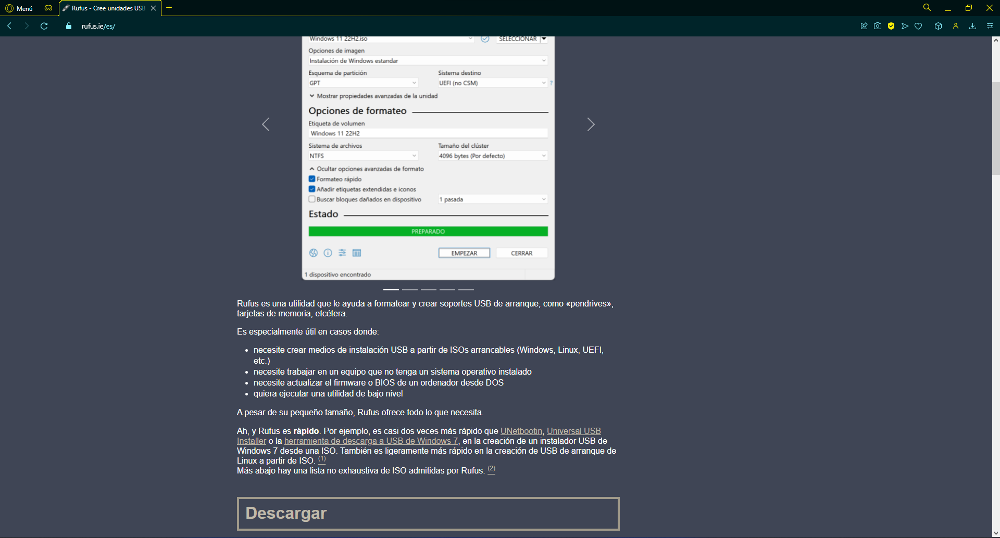 Menú
Rufus - Cree unidades USB
rufus.ie/es/
Windows 11 22H2.iso
SELECCIONAR
Opciones de imagen
Instalación de Windows estandar
Esquema de partición
Sistema destino
GPT
UEFI (no CSM)
?
Mostrar propiedades avanzadas de la unidad
Opciones de formateo
Etiqueta de volumen
Windows 11 22H2
Sistema de archivos
Tamaño del clúster
NTFS
4096 bytes (Por defecto)
Ocultar opciones avanzadas de formato
Formateo rápido
Añadir etiquetas extendidas e iconos
Buscar bloques dañados en dispositivo
1 pasada
Estado
PREPARADO
EMPEZAR
CERRAR
1 dispositivo encontrado
Rufus es una utilidad que le ayuda a formatear y crear soportes USB de arranque, como «pendrives»,
tarjetas de memoria, etcétera.
Es especialmente útil en casos donde:
• necesite crear medios de instalación USB a partir de ISOs arrancables (Windows, Linux, UEFI,
etc.)
• necesite trabajar en un equipo que no tenga un sistema operativo instalado
• necesite actualizar el firmware o BIOS de un ordenador desde DOS
• quiera ejecutar una utilidad de bajo nivel
A pesar de su pequeño tamaño, Rufus ofrece todo lo que necesita.
Ah, y Rufus es rápido. Por ejemplo, es casi dos veces más rápido que UNetbootin, Universal USB
Installer o la herramienta de descarga a USB de Windows 7, en la creación de un instalador USB de
Windows 7 desde una ISO. También es ligeramente más rápido en la creación de USB de arranque de
Linux a partir de ISO. (1)
Más abajo hay una lista no exhaustiva de ISO admitidas por Rufus. (2)
Descargar